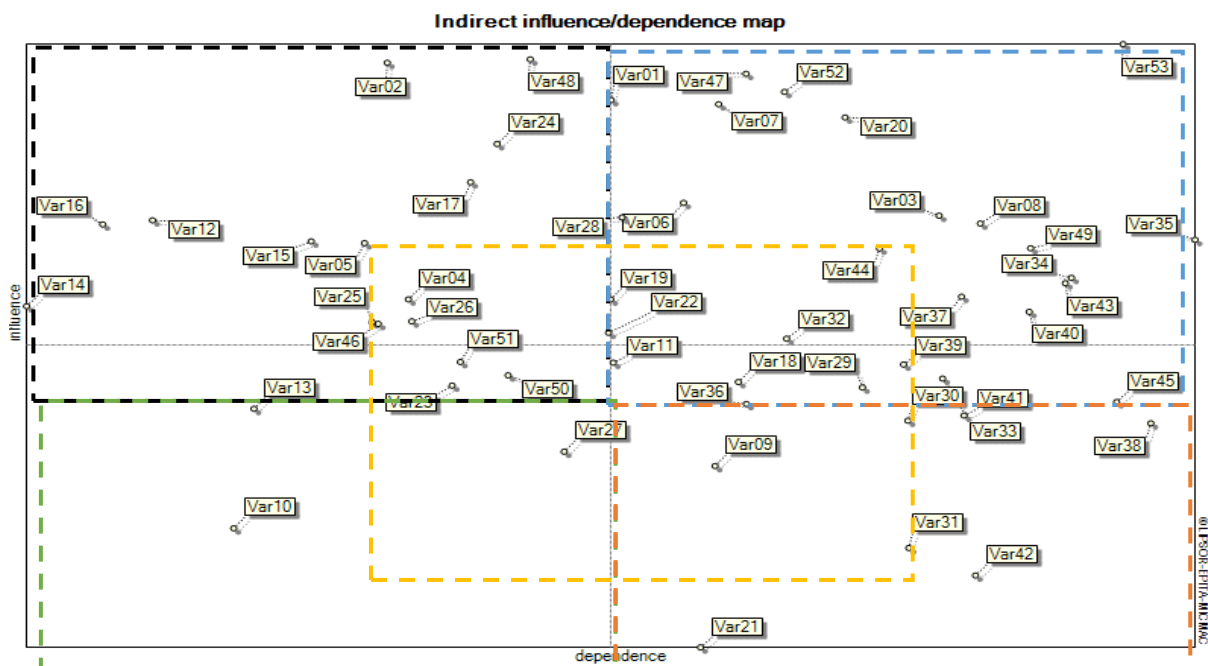 Indirect influence/dependence map
Var53
Var02
Var48
Var01
Var47
Var52
Var07
Var20
Var24
Var16
Var12
Var17
Var28
Var06
Var03
Var08
Var35
Var49
Var15
Var05
Var44
Var34
Var14
Var04
Var19
Var25
Var26
Var22
Var43
Var37
Var32
Var40
Var46
Var51
Var11
Var39
Var18
Var29
Var13
Var50
Var36
Var45
Var23
Var30
Var41
Var27
Var33
Var38
Var09
Var10
Var31
Var42
Var21
influence
dependence
@LIPSOR-EPITA-MICMAC